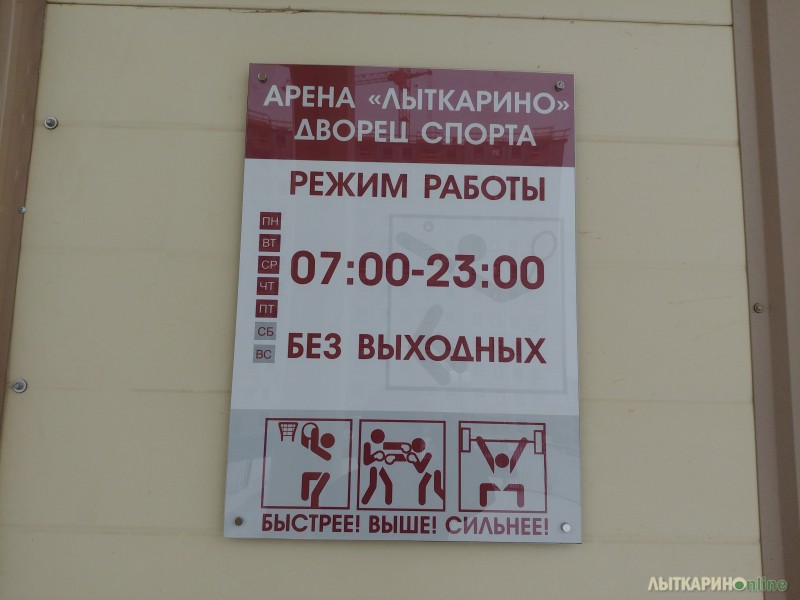 АРЕНА «ЛЫТКАРИНО»
ДВОРЕЦ СПОРТА
РЕЖИМ РАБОТЫ
ПН
ВТ
СР
ЧТ
ПТ
СБ
ВС
07:00-23:00
БЕЗ ВЫХОДНЫХ
БЫСТРЕЕ! ВЫШЕ! СИЛЬНЕЕ!
ЛЫТКАРИНОonline